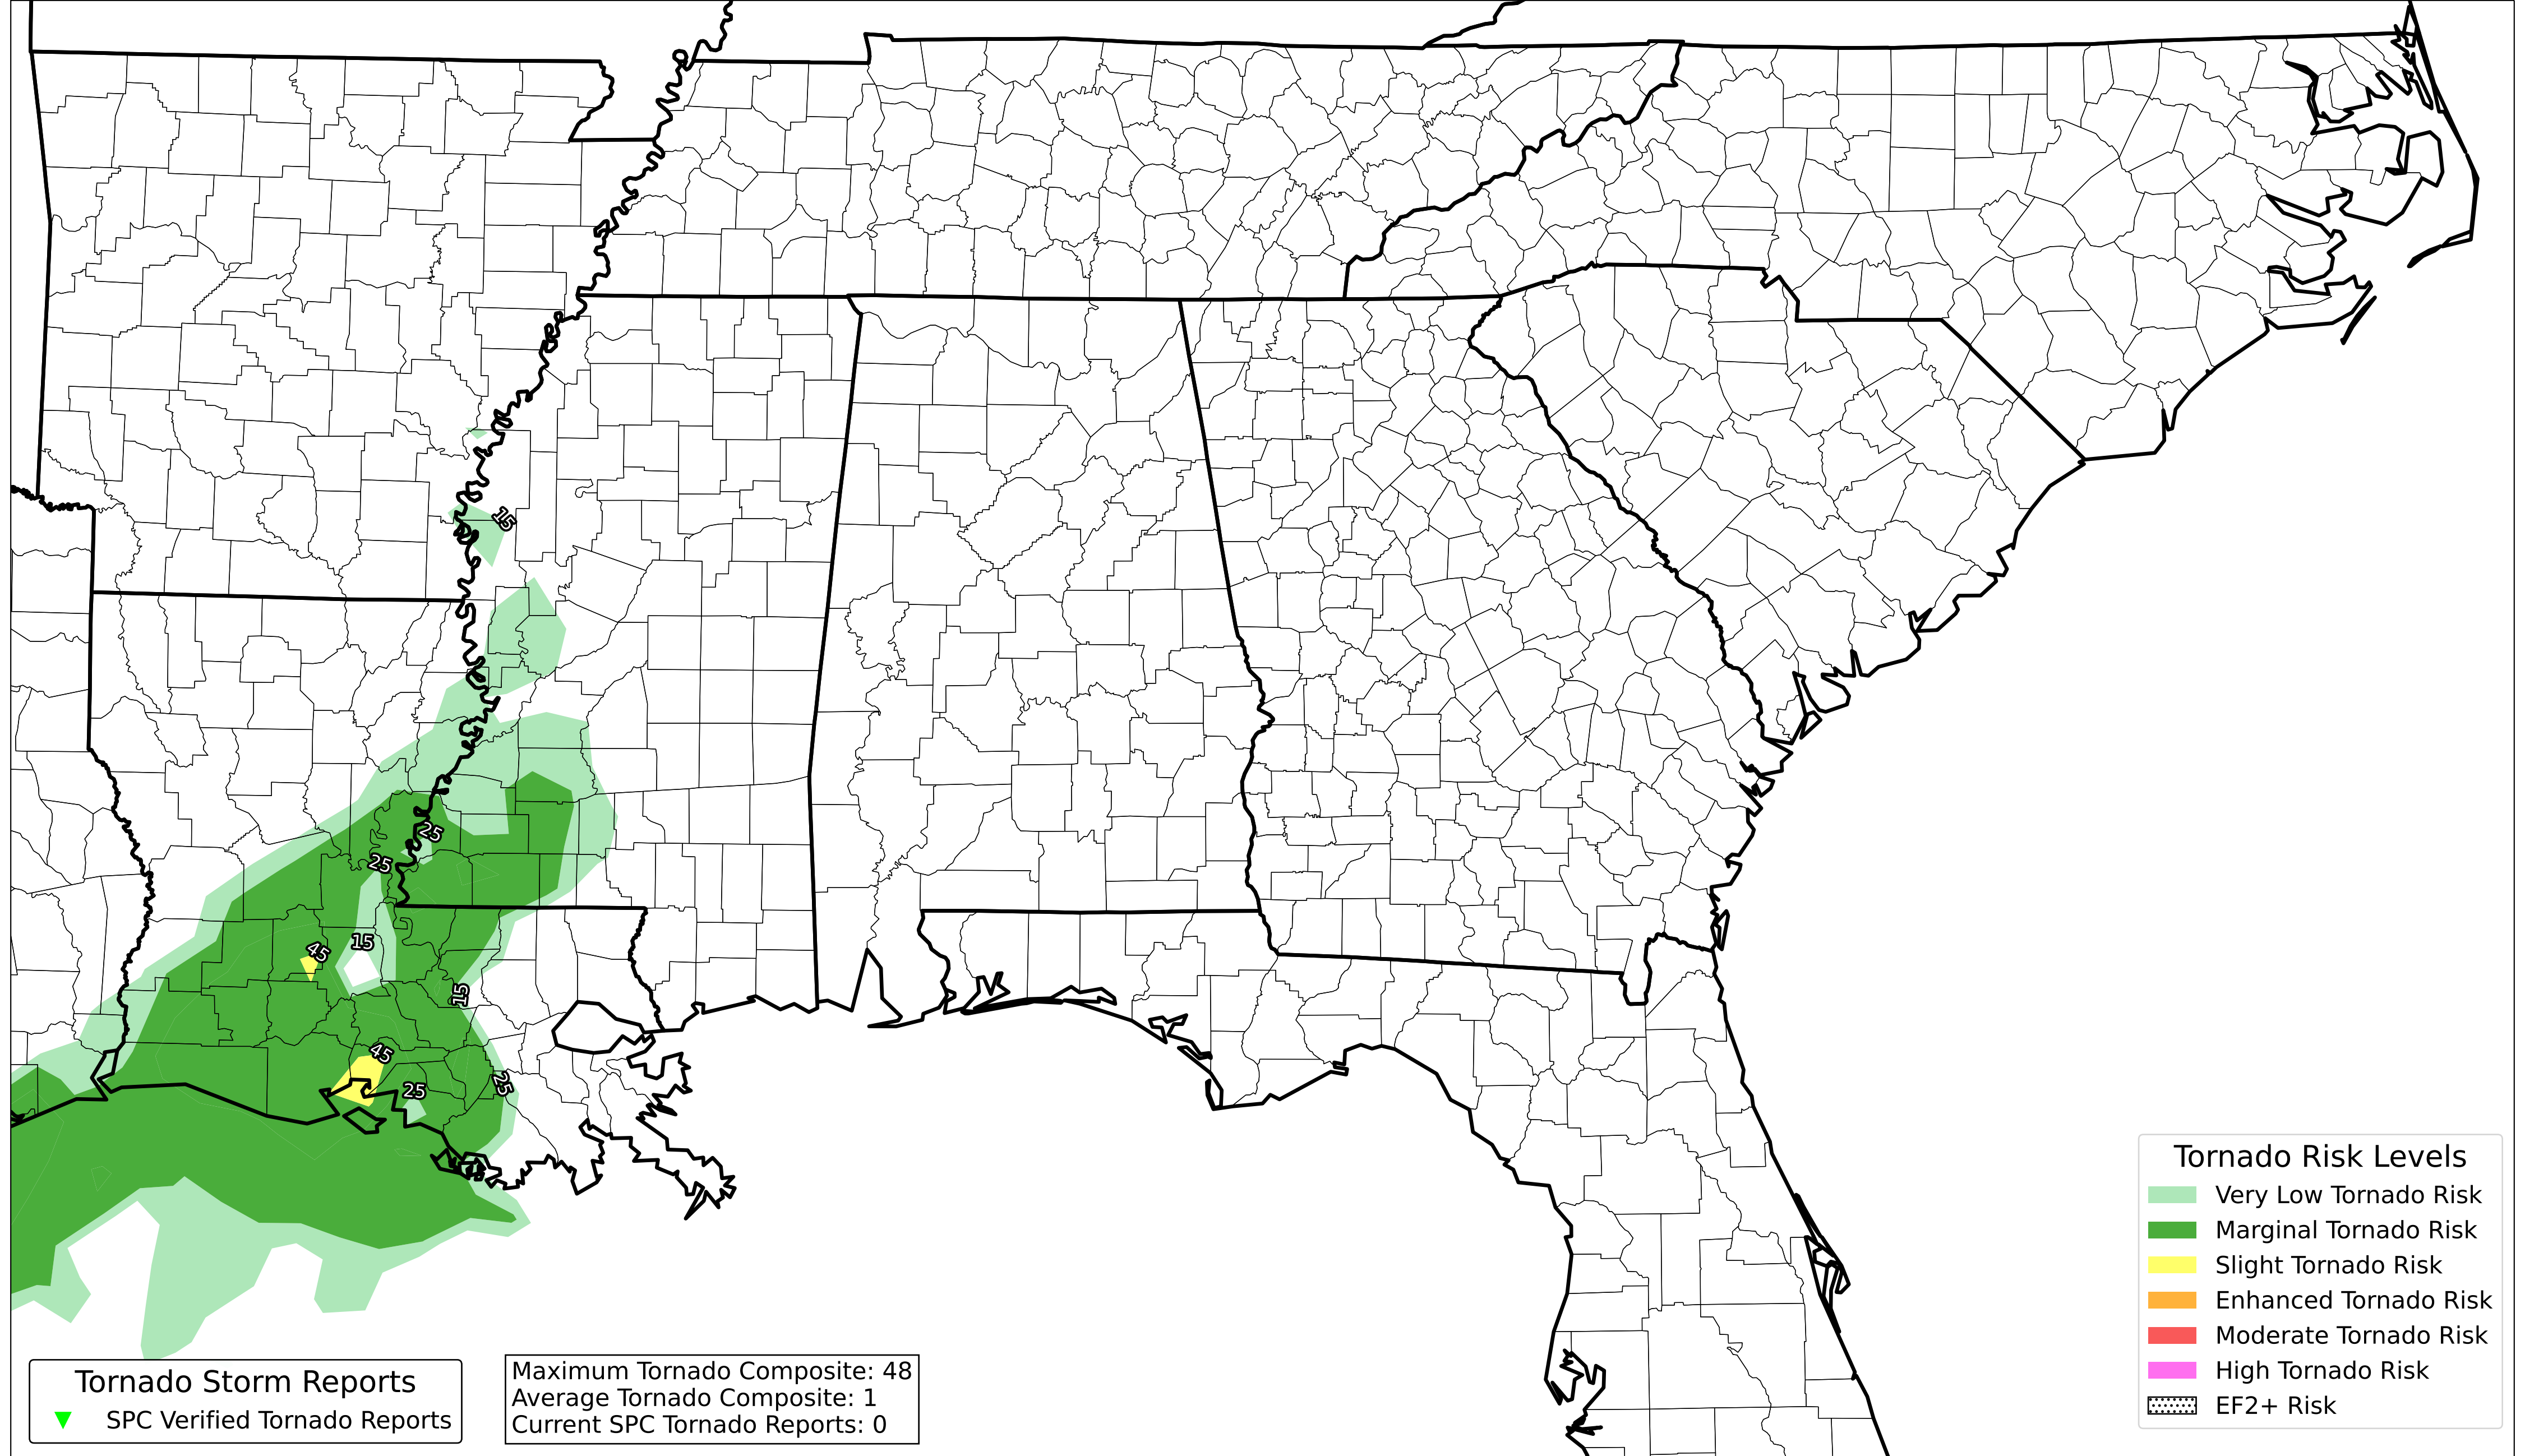 15
25
25
15
45
15
45
25
25
Tornado Risk Levels
Very Low Tornado Risk
Marginal Tornado Risk
Slight Tornado Risk
Enhanced Tornado Risk
Moderate Tornado Risk
High Tornado Risk
EF2+ Risk
Tornado Storm Reports
SPC Verified Tornado Reports
Maximum Tornado Composite: 48
Average Tornado Composite: 1
Current SPC Tornado Reports: 0